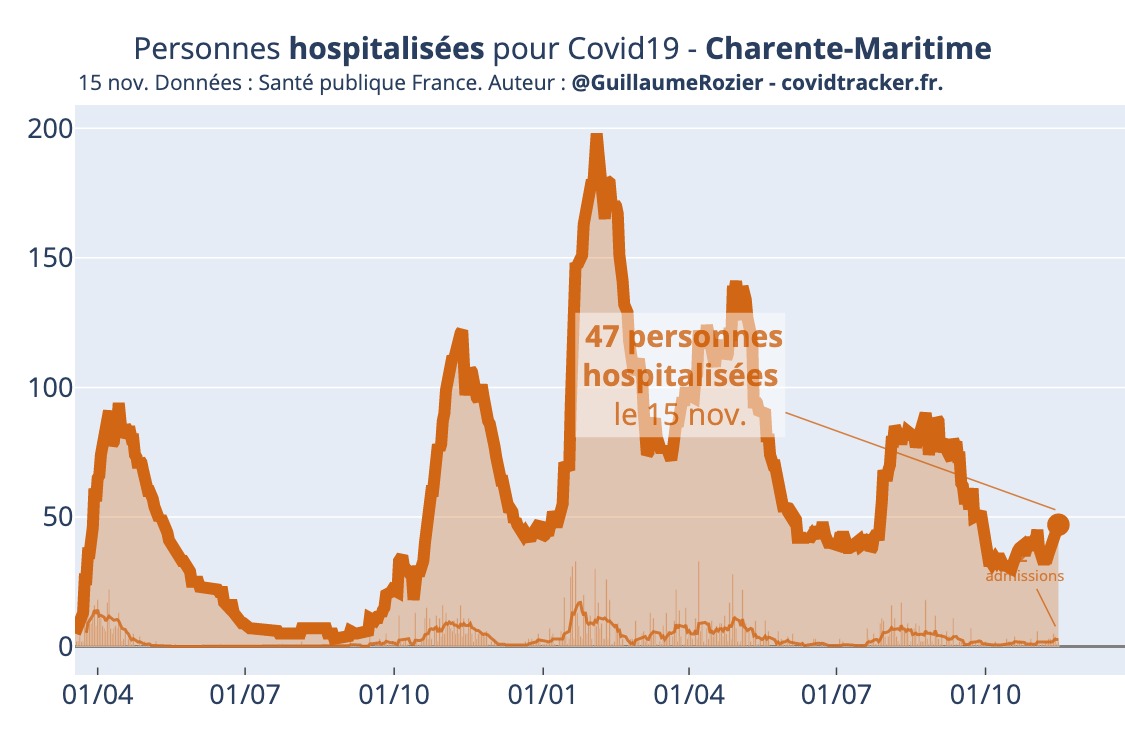 Personnes hospitalisées pour Covid19 - Charente-Maritime
15 nov. Données : Santé publique France. Auteur : @GuillaumeRozier - covidtracker.fr.
200
150
100
50
0
47 personnes
hospitalisées
le 15 nov.
admissions
01/04 01/07 01/10 01/01 01/04 01/07 01/10